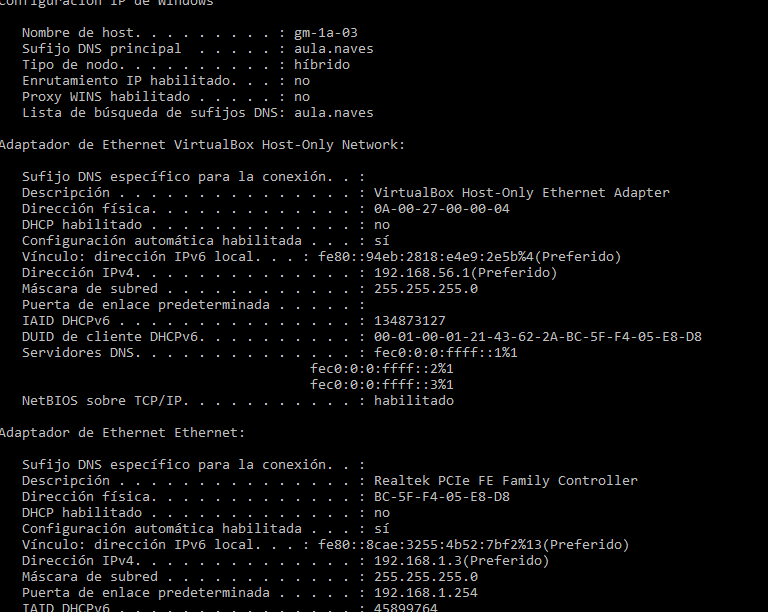 Configuración IP de Windows
Nombre de host. . . . . . . . . : gm-1a-03
Sufijo DNS principal  . . . . . : aula.naves
Tipo de nodo. . . . . . . . . . : híbrido
Enrutamiento IP habilitado. . . : no
Proxy WINS habilitado . . . . . : no
Lista de búsqueda de sufijos DNS: aula.naves
Adaptador de Ethernet VirtualBox Host-Only Network:
Sufijo DNS específico para la conexión. . :
Descripción . . . . . . . . . . . . . . . : VirtualBox Host-Only Ethernet Adapter
Dirección física. . . . . . . . . . . . . : 0A-00-27-00-00-04
DHCP habilitado . . . . . . . . . . . . . : no
Configuración automática habilitada . . . : sí
Vínculo: dirección IPv6 local. . . : fe80::94eb:2818:e4e9:2e5b%4(Preferido)
Dirección IPv4. . . . . . . . . . . . . . : 192.168.56.1(Preferido)
Máscara de subred . . . . . . . . . . . . : 255.255.255.0
Puerta de enlace predeterminada . . . . . :
IAID DHCPv6 . . . . . . . . . . . . . . . : 134873127
DUID de cliente DHCPv6. . . . . . . . . . : 00-01-00-01-21-43-62-2A-BC-5F-F4-05-E8-D8
Servidores DNS. . . . . . . . . . . . . . : fec0:0:0:ffff::1%1
fec0:0:0:ffff::2%1
fec0:0:0:ffff::3%1
NetBIOS sobre TCP/IP. . . . . . . . . . . : habilitado
Adaptador de Ethernet Ethernet:
Sufijo DNS específico para la conexión. . :
Descripción . . . . . . . . . . . . . . . : Realtek PCIe FE Family Controller
Dirección física. . . . . . . . . . . . . : BC-5F-F4-05-E8-D8
DHCP habilitado . . . . . . . . . . . . . : no
Configuración automática habilitada . . . : sí
Vínculo: dirección IPv6 local. . . : fe80::8cae:3255:4b52:7bf2%13(Preferido)
Dirección IPv4. . . . . . . . . . . . . . : 192.168.1.3(Preferido)
Máscara de subred . . . . . . . . . . . . : 255.255.255.0
Puerta de enlace predeterminada . . . . . : 192.168.1.254
IAID DHCPv6 . . . . . . . . . . . . . . . : 45899764